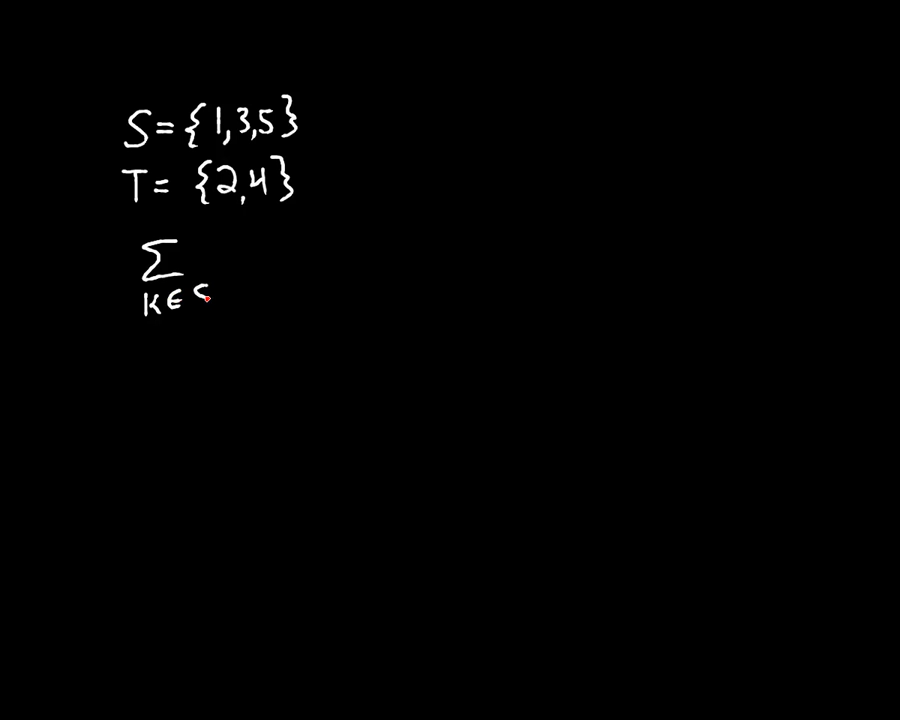 S = {1,3,5}
T = {2,4}
∑
K∈